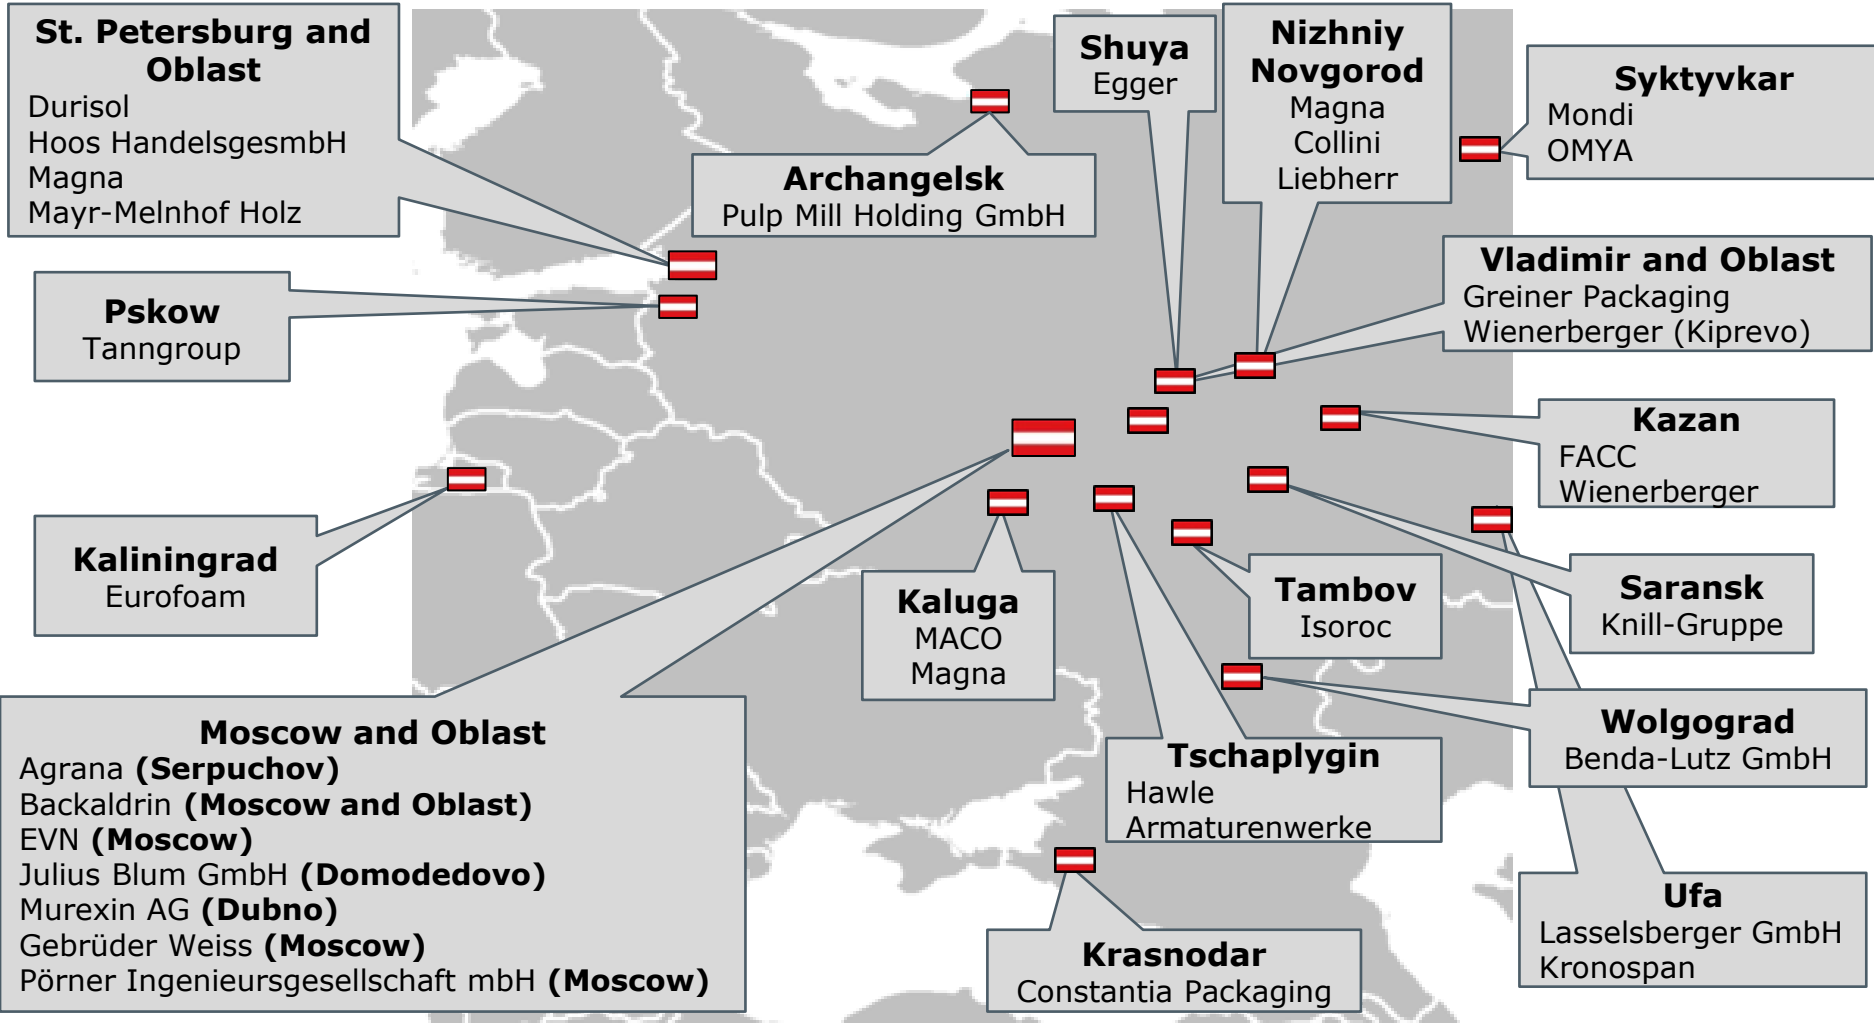 St. Petersburg and
Oblast
Durisol
Hoos HandelsgesmbH
Magna
Mayr-Melnhof Holz
Shuya
Egger
Nizhniy
Novgorod
Magna
Collini
Liebherr
Syktyvkar
Mondi
OMYA
Archangelsk
Pulp Mill Holding GmbH
Vladimir and Oblast
Greiner Packaging
Wienerberger (Kiprevo)
Pskow
Tanngroup
Kazan
FACC
Wienerberger
Kaliningrad
Eurofoam
Kaluga
MACO
Magna
Tambov
Isoroc
Saransk
Knill-Gruppe
Moscow and Oblast
Agrana (Serpuchov)
Backaldrin (Moscow and Oblast)
EVN (Moscow)
Julius Blum GmbH (Domodedovo)
Murexin AG (Dubno)
Gebrüder Weiss (Moscow)
Pörner Ingenieursgesellschaft mbH (Moscow)
Tschaplygin
Hawle
Armaturenwerke
Wolgograd
Benda-Lutz GmbH
Krasnodar
Constantia Packaging
Ufa
Lasselsberger GmbH
Kronospan